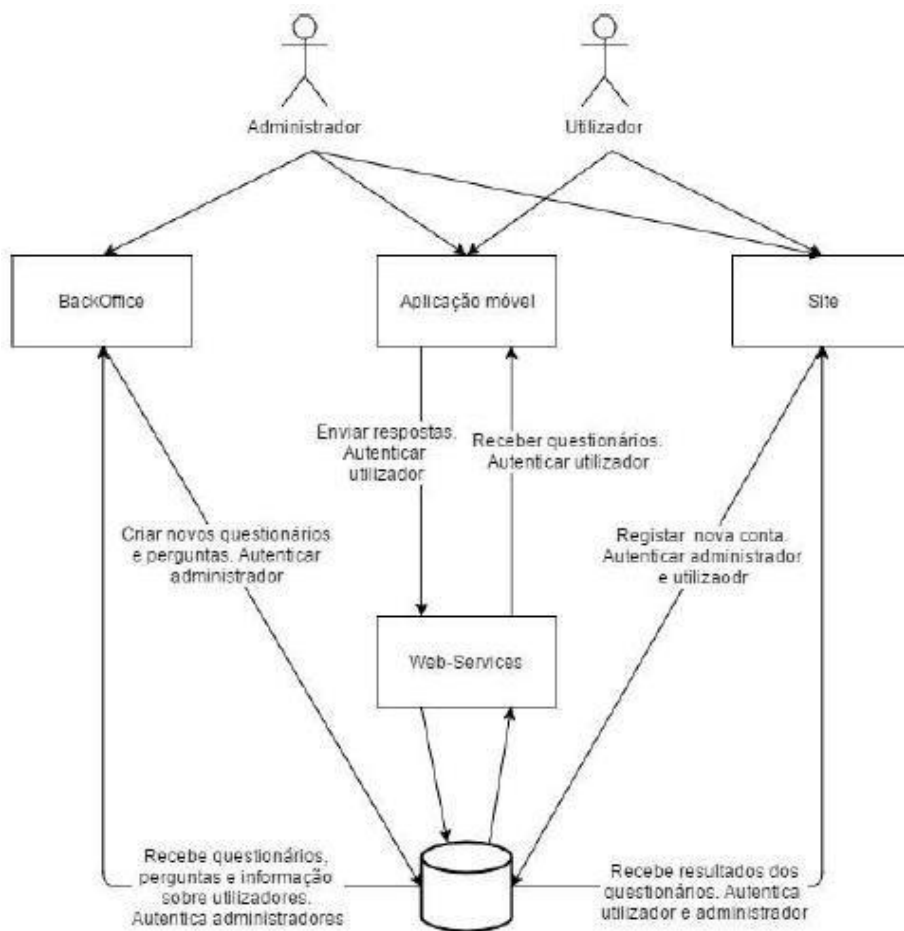 Administrador
Utilizador
BackOffice
Aplicação móvel
Site
Enviar respostas.
Autenticar
utilizador
Receber questionários.
Autenticar utilizador
Criar novos questionários
e perguntas. Autenticar
administrador
Registar nova conta.
Autenticar administrador
e utilizaodr
Web-Services
Recebe questionários,
perguntas e informação
sobre utilizadores.
Autentica administradores
Recebe resultados dos
questionários. Autentica
utilizador e administrador